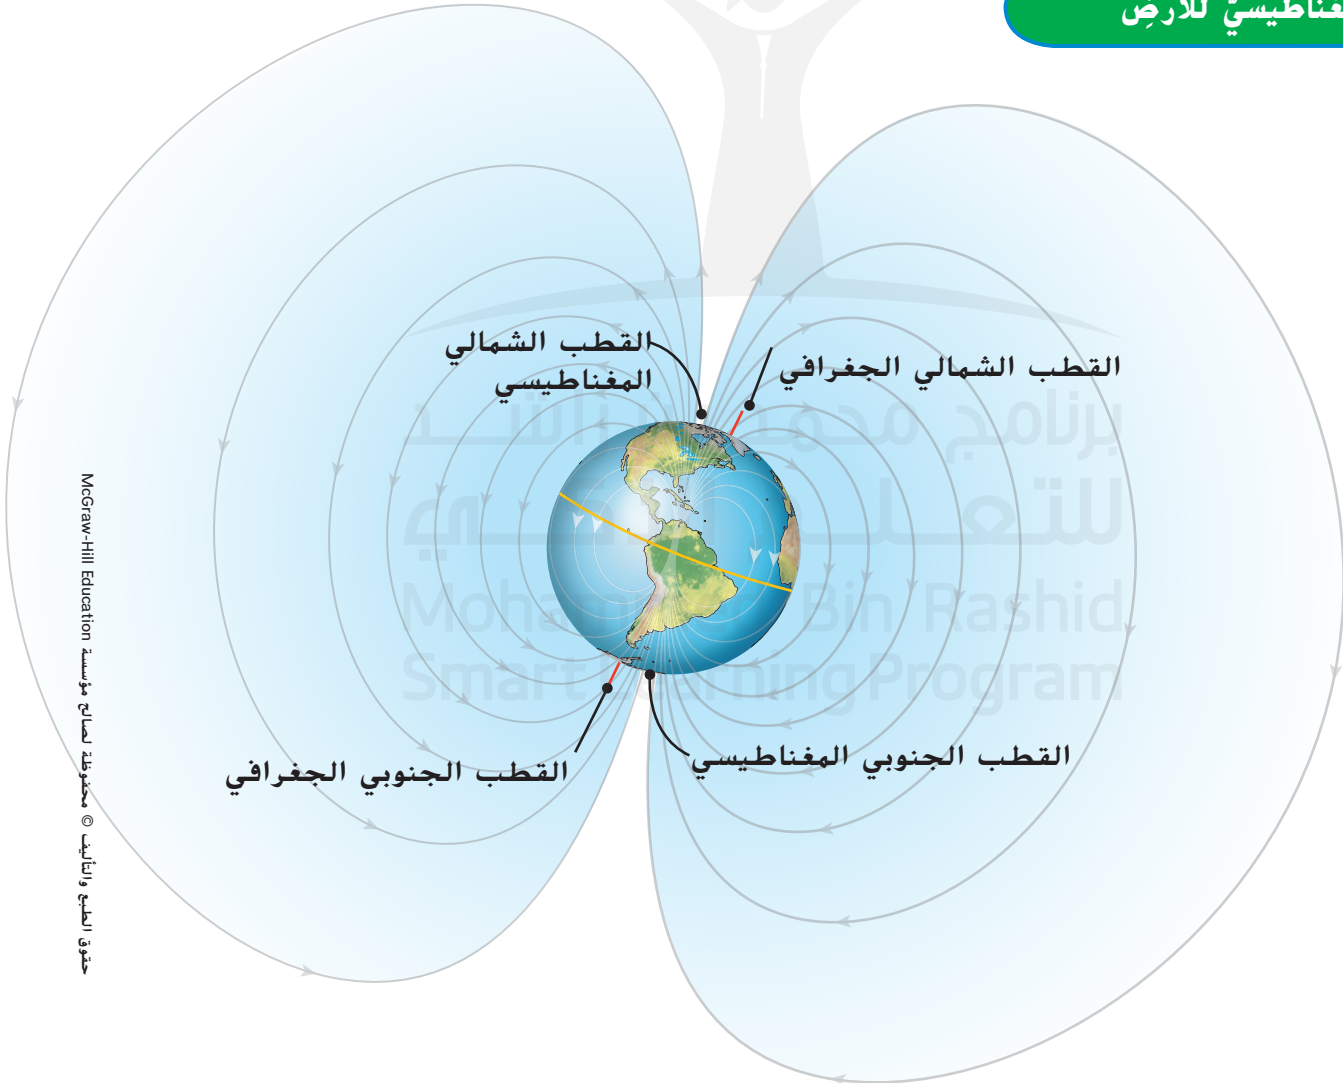 للأرضِ
القطب الشمالي
المغناطيسي
القطب الشمالي الجغرافي
برنامج محمد بن راشد
للتعلم الذكي
Mohammed Bin Rashid
Smart Learning Program
القطب الجنوبي المغناطيسي
القطب الجنوبي الجغرافي
حقوق الطبع والتأليف © محفوظة لصالح مؤسسة McGraw-Hill Education